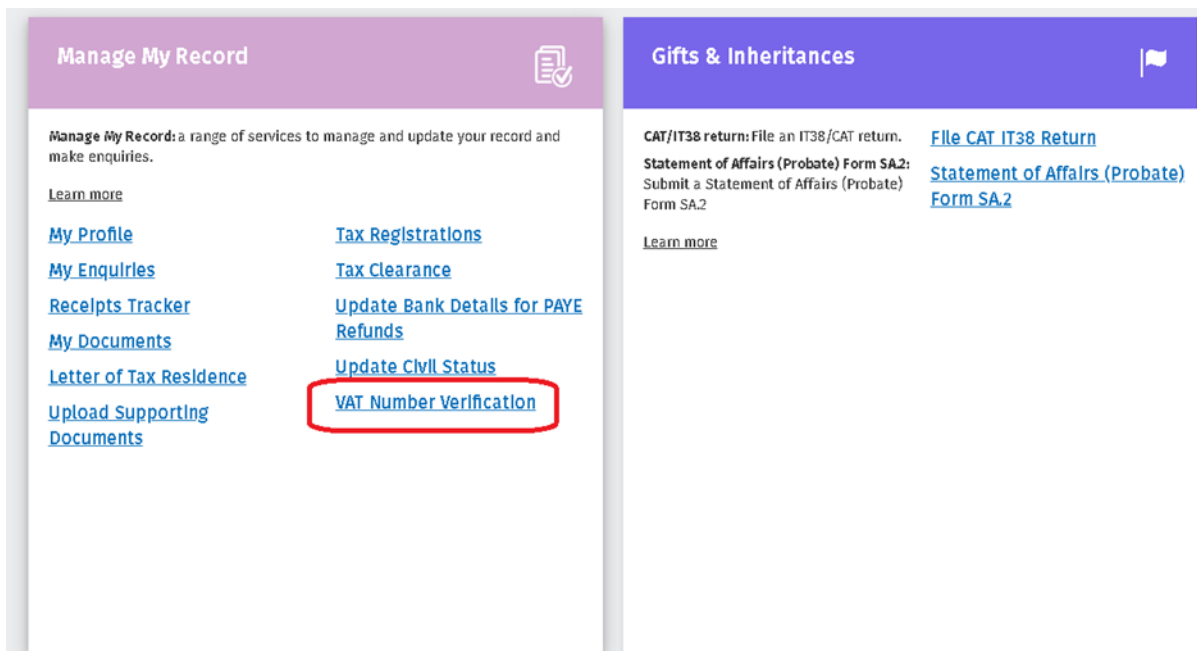 Manage My Record
Manage My Record: a range of services to manage and update your record and
make enquiries.
Learn more
My Profile
My Enquiries
Receipts Tracker
My Documents
Letter of Tax Residence
Upload Supporting
Documents
Tax Registrations
Tax Clearance
Update Bank Details for PAYE
Refunds
Update Civil Status
VAT Number Verification
Gifts & Inheritances
CAT/IT38 return: File an IT38/CAT return.
Statement of Affairs (Probate) Form SA.2:
Submit a Statement of Affairs (Probate)
Form SA.2
Learn more
File CAT IT38 Return
Statement of Affairs (Probate)
Form SA.2